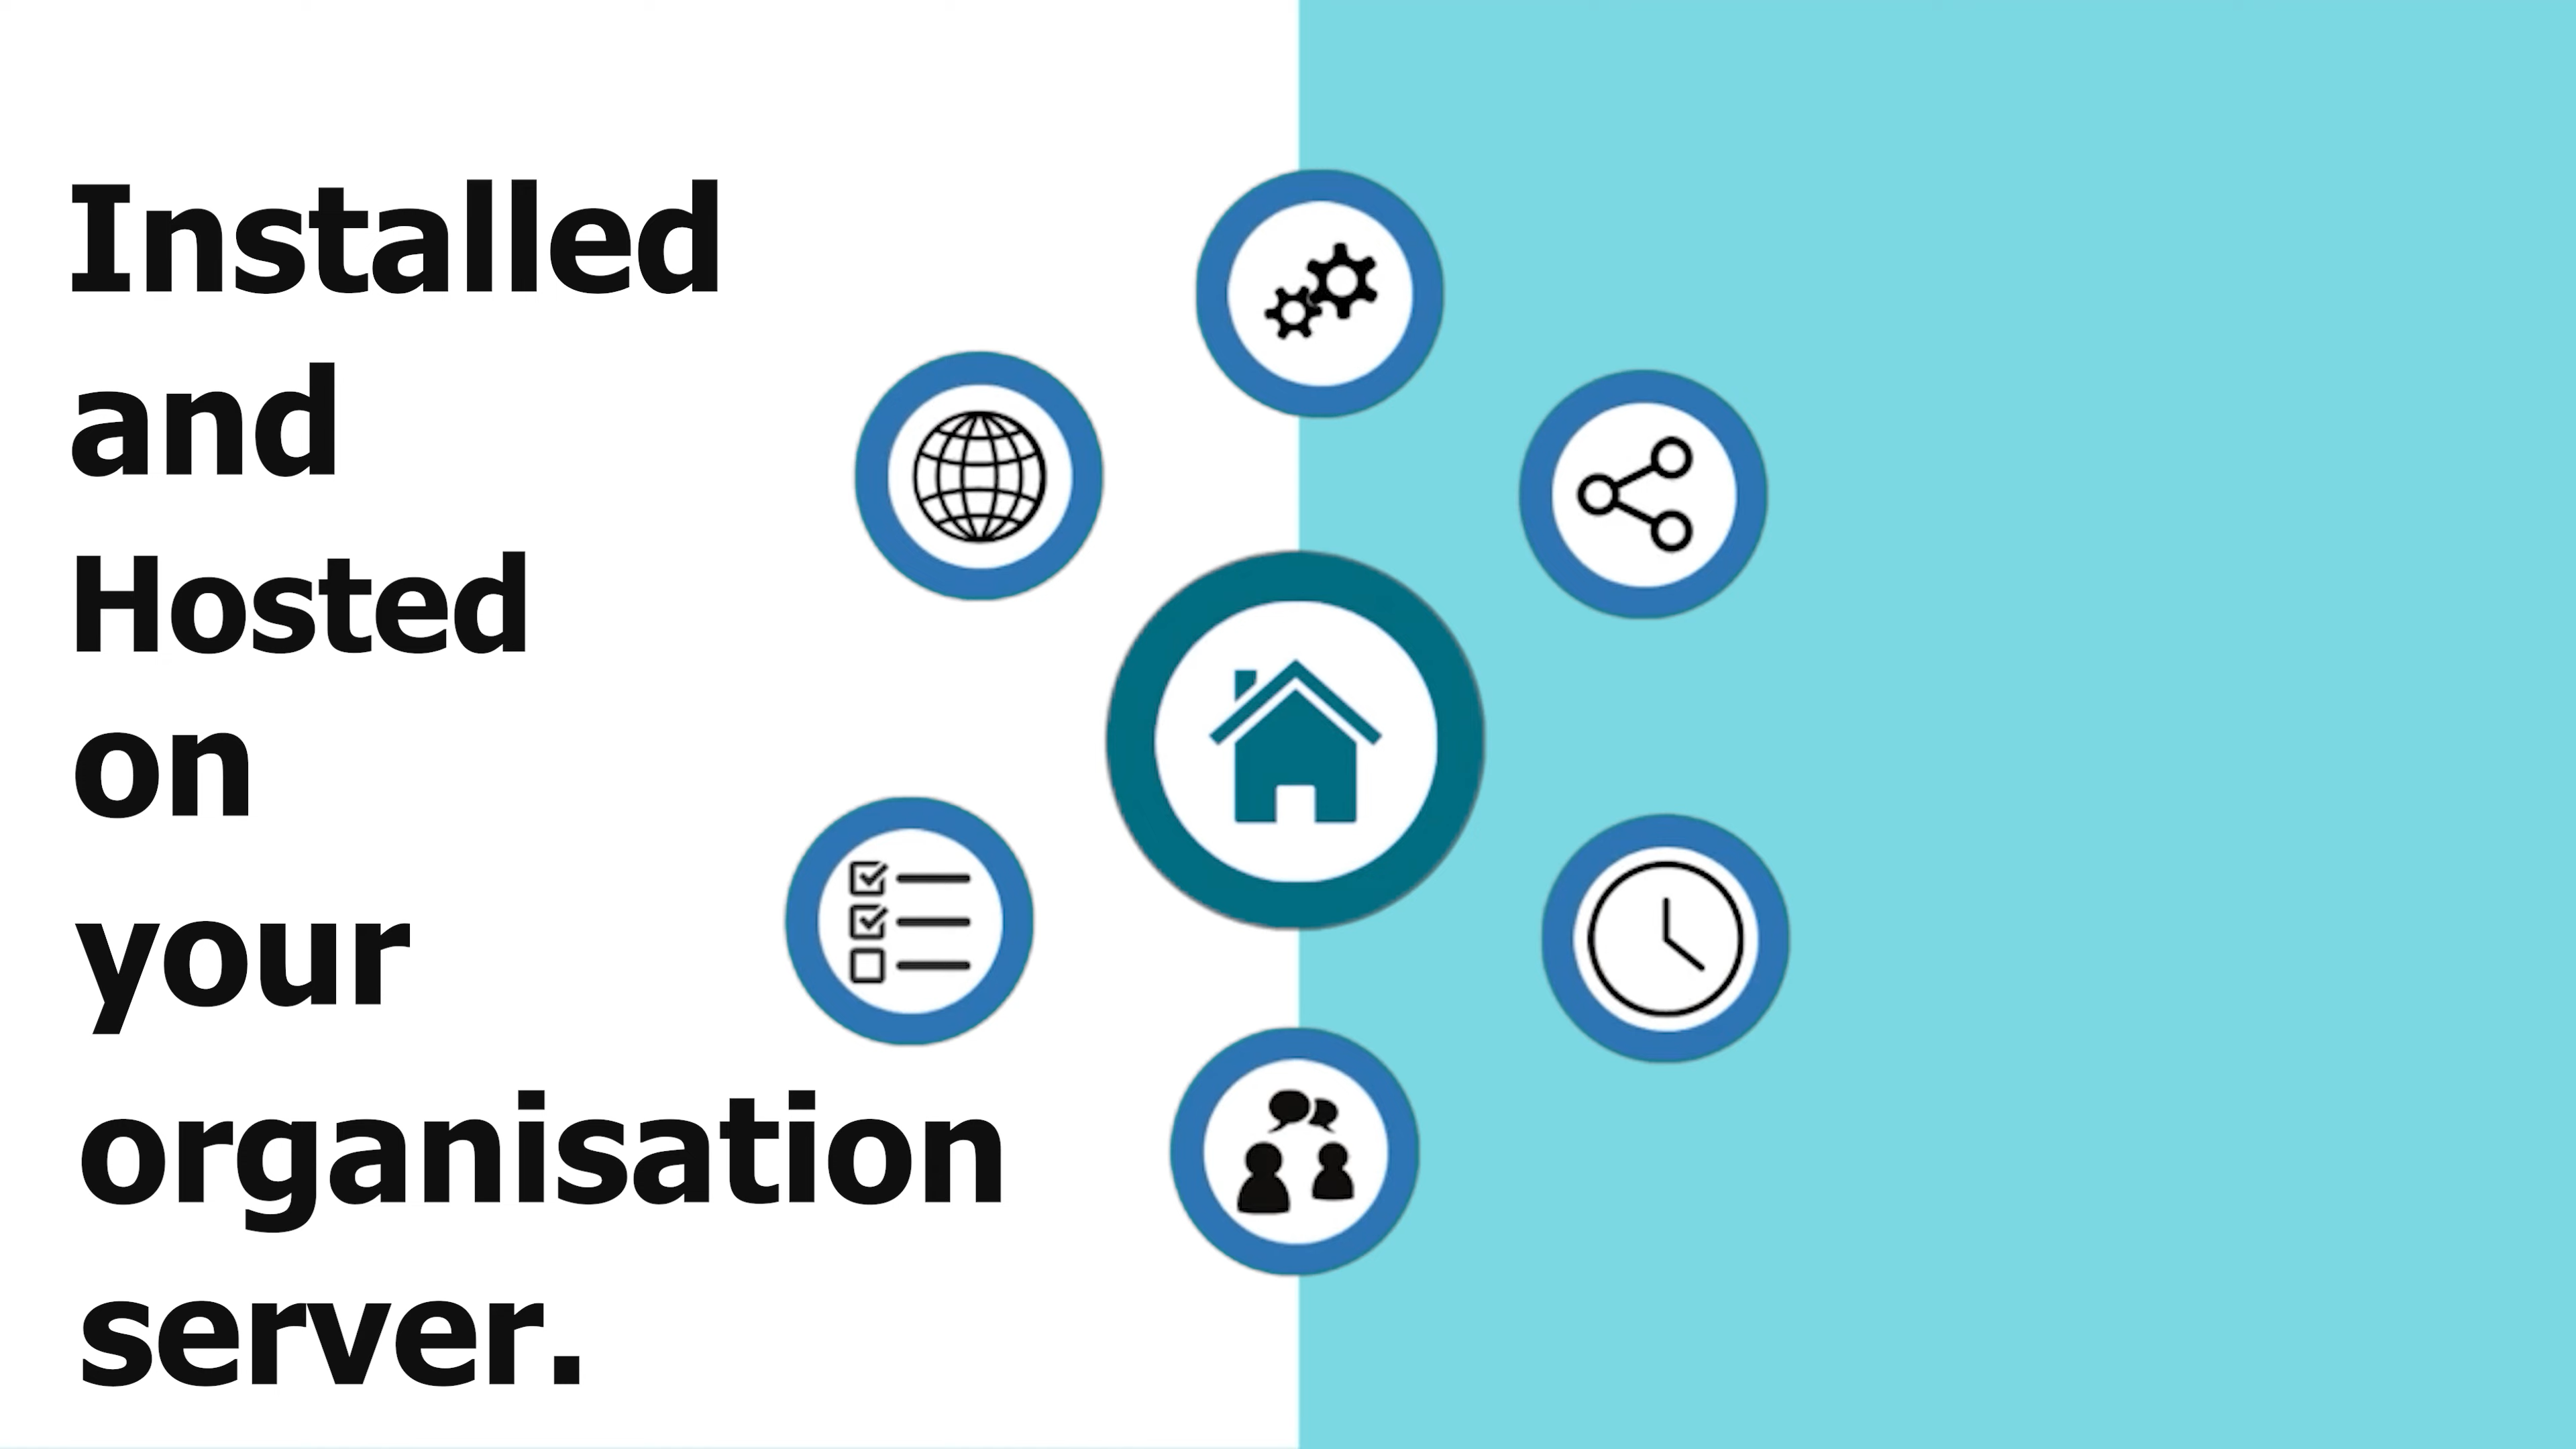 Installed
and
Hosted
on
your
organisation
server.